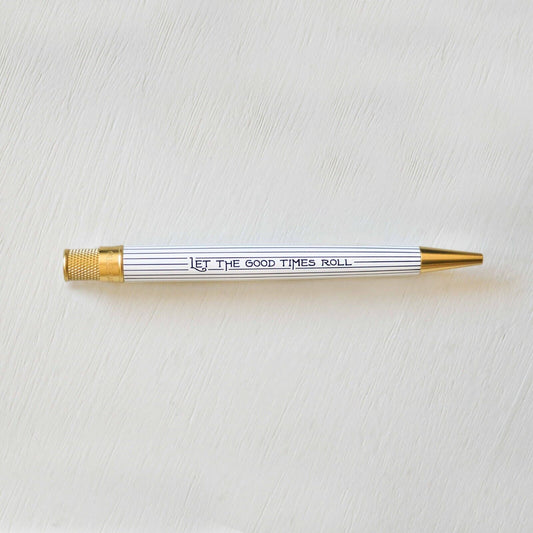 LET THE GOOD TIMES ROLL